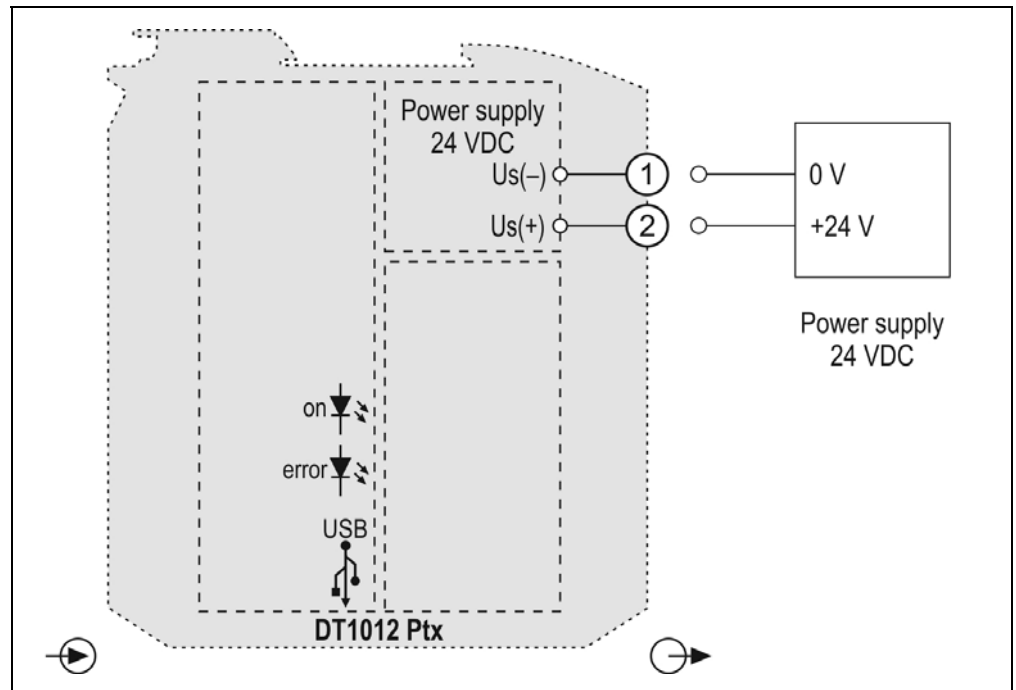 Power supply
24 VDC
Us(–)
1
0 V
Us(+)
2
+24 V
Power supply
24 VDC
on
error
USB
DT1012 Ptx